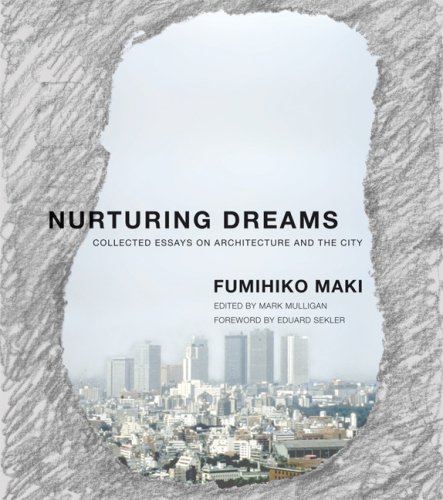 NURTURING DREAMS
COLLECTED ESSAYS ON ARCHITECTURE AND THE CITY
FUMIHIKO MAKI
EDITED BY MARK MULLIGAN
FOREWORD BY EDUARD SEKLER